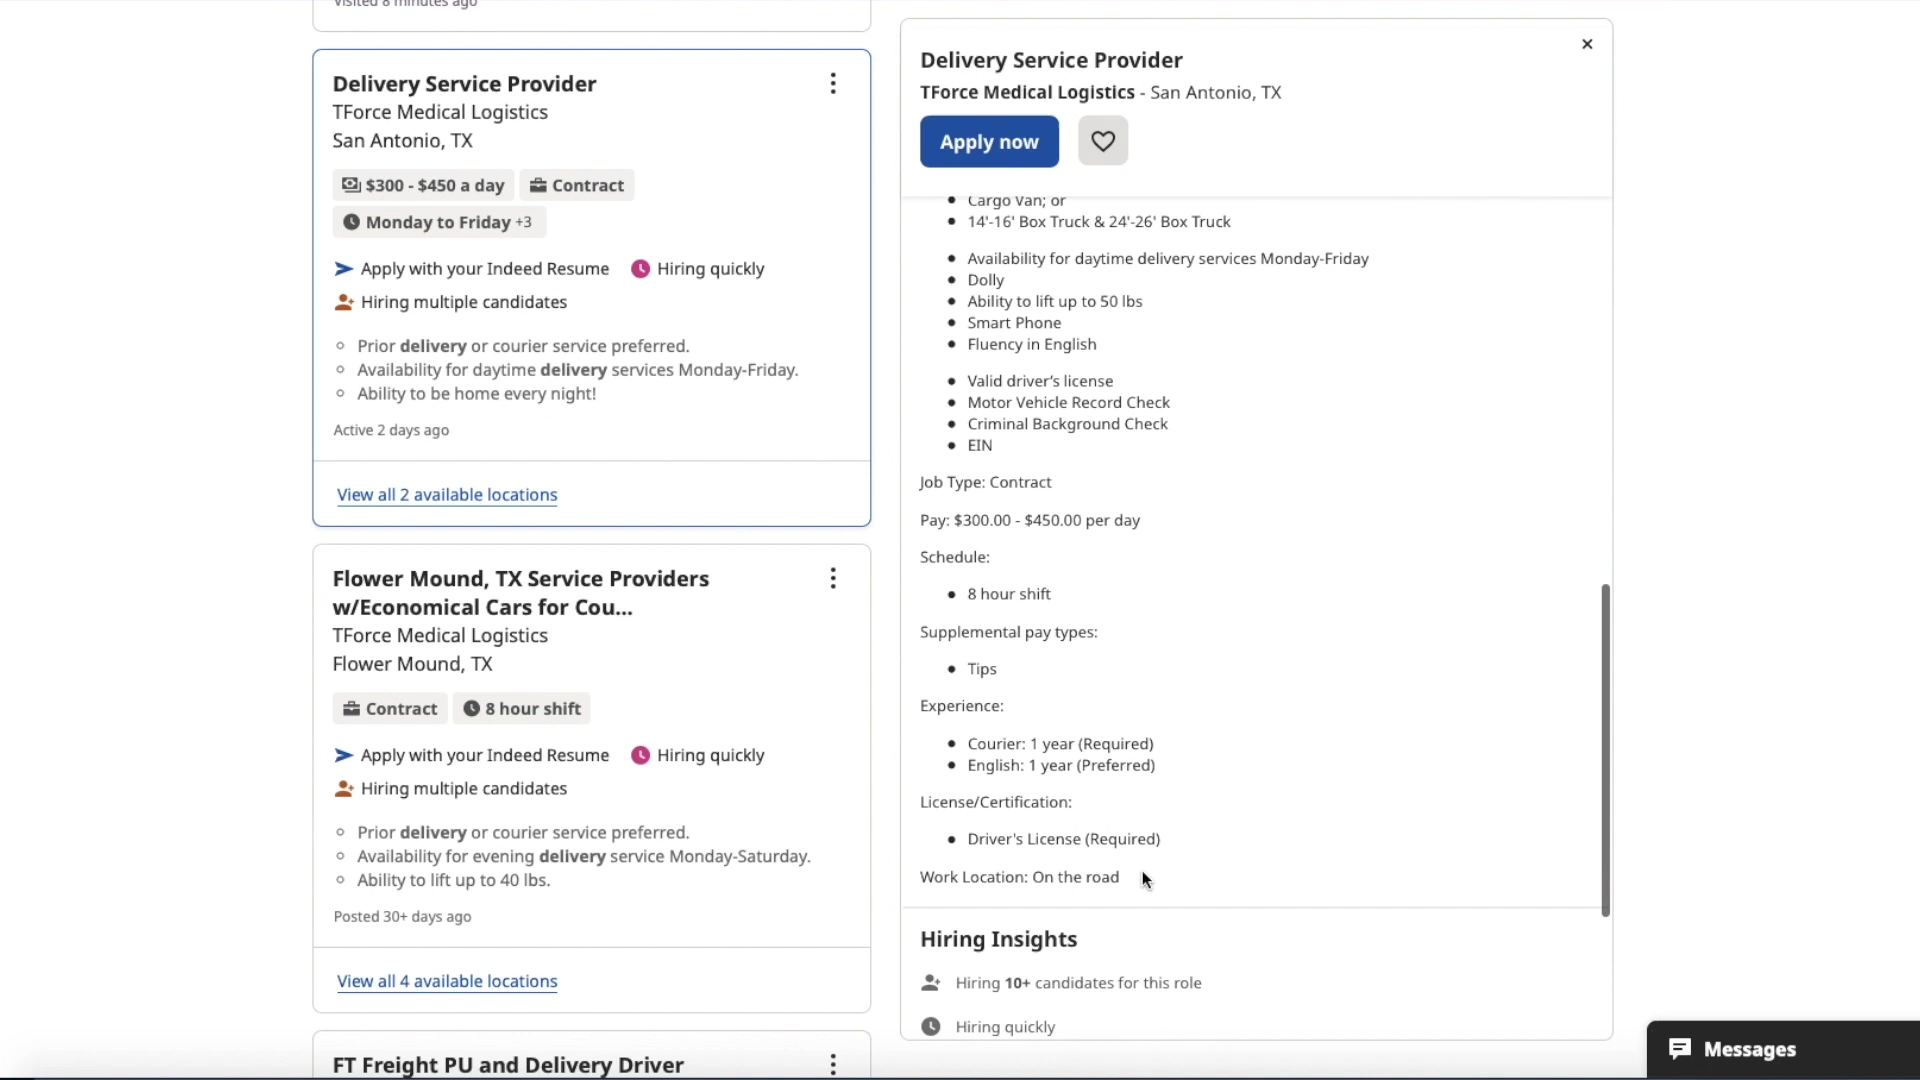 Visited 8 minutes ago
Delivery Service Provider
TForce Medical Logistics
San Antonio, TX
$300 - $450 a day
Contract
Monday to Friday +3
Apply with your Indeed Resume
Hiring quickly
Hiring multiple candidates
Prior delivery or courier service preferred.
Availability for daytime delivery services Monday-Friday.
Ability to be home every night!
Active 2 days ago
View all 2 available locations
Flower Mound, TX Service Providers
w/Economical Cars for Cou...
TForce Medical Logistics
Flower Mound, TX
Contract
8 hour shift
Apply with your Indeed Resume
Hiring quickly
Hiring multiple candidates
Prior delivery or courier service preferred.
Availability for evening delivery service Monday-Saturday.
Ability to lift up to 40 lbs.
Posted 30+ days ago
View all 4 available locations
FT Freight PU and Delivery Driver
Delivery Service Provider
TForce Medical Logistics - San Antonio, TX
Apply now
Cargo Van; or
14'-16' Box Truck & 24'-26' Box Truck
Availability for daytime delivery services Monday-Friday
Dolly
Ability to lift up to 50 lbs
Smart Phone
Fluency in English
Valid driver’s license
Motor Vehicle Record Check
Criminal Background Check
EIN
Job Type: Contract
Pay: $300.00 - $450.00 per day
Schedule:
8 hour shift
Supplemental pay types:
Tips
Experience:
Courier: 1 year (Required)
English: 1 year (Preferred)
License/Certification:
Driver's License (Required)
Work Location: On the road
Hiring Insights
Hiring 10+ candidates for this role
Hiring quickly
Messages